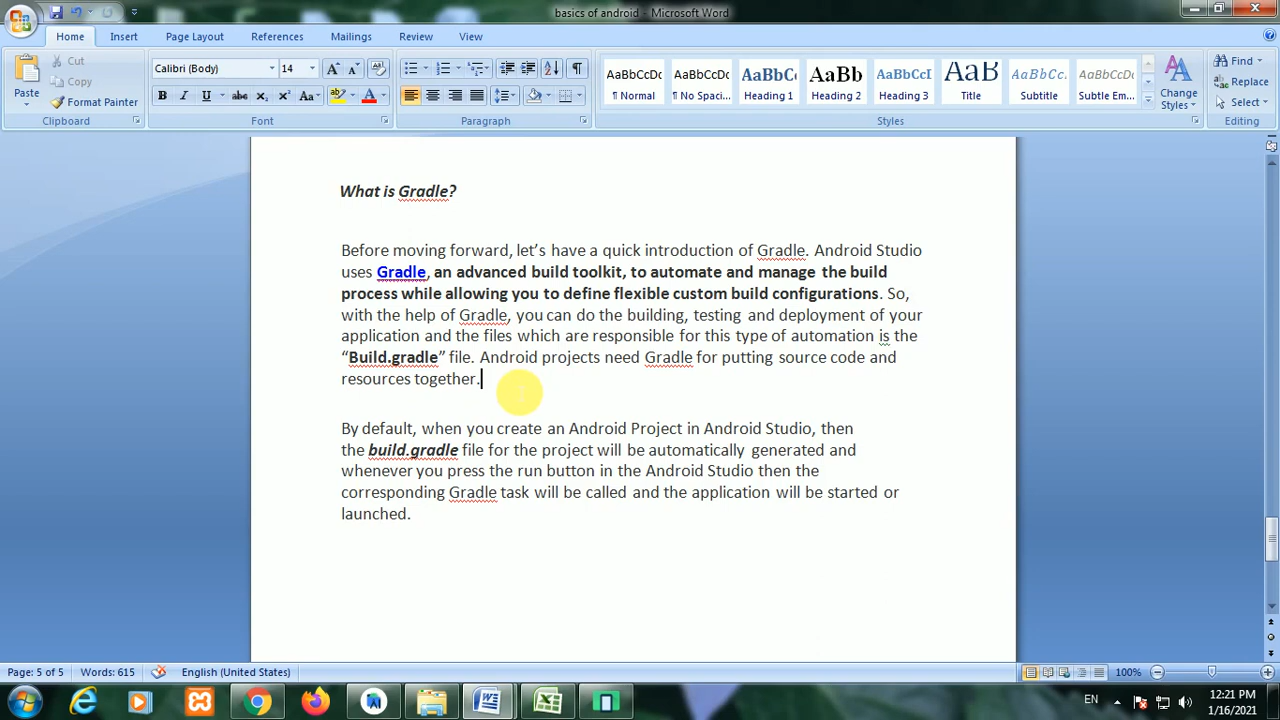 basics of android - Microsoft Word
Home Insert Page Layout References Mailings Review View
Paste
Cut
Copy
Format Painter
Clipboard
Calibri (Body) 14
Font
Paragraph
AaBbCcDc AaBbCcDc AaBbCc AaBb AaBbCcI AaB AaBbCc. AaBbCcDc
¶ Normal ¶ No Spaci... Heading 1 Heading 2 Heading 3 Title Subtitle Subtle Em...
Change Styles
Styles
Find
Replace
Select
Editing
What is Gradle?
Before moving forward, let’s have a quick introduction of Gradle. Android Studio
uses Gradle, an advanced build toolkit, to automate and manage the build
process while allowing you to define flexible custom build configurations. So,
with the help of Gradle, you can do the building, testing and deployment of your
application and the files which are responsible for this type of automation is the
“Build.gradle” file. Android projects need Gradle for putting source code and
resources together.
By default, when you create an Android Project in Android Studio, then
the build.gradle file for the project will be automatically generated and
whenever you press the run button in the Android Studio then the
corresponding Gradle task will be called and the application will be started or
launched.
Page: 5 of 5 Words: 615 English (United States) 100%
EN 12:21 PM
1/16/2021